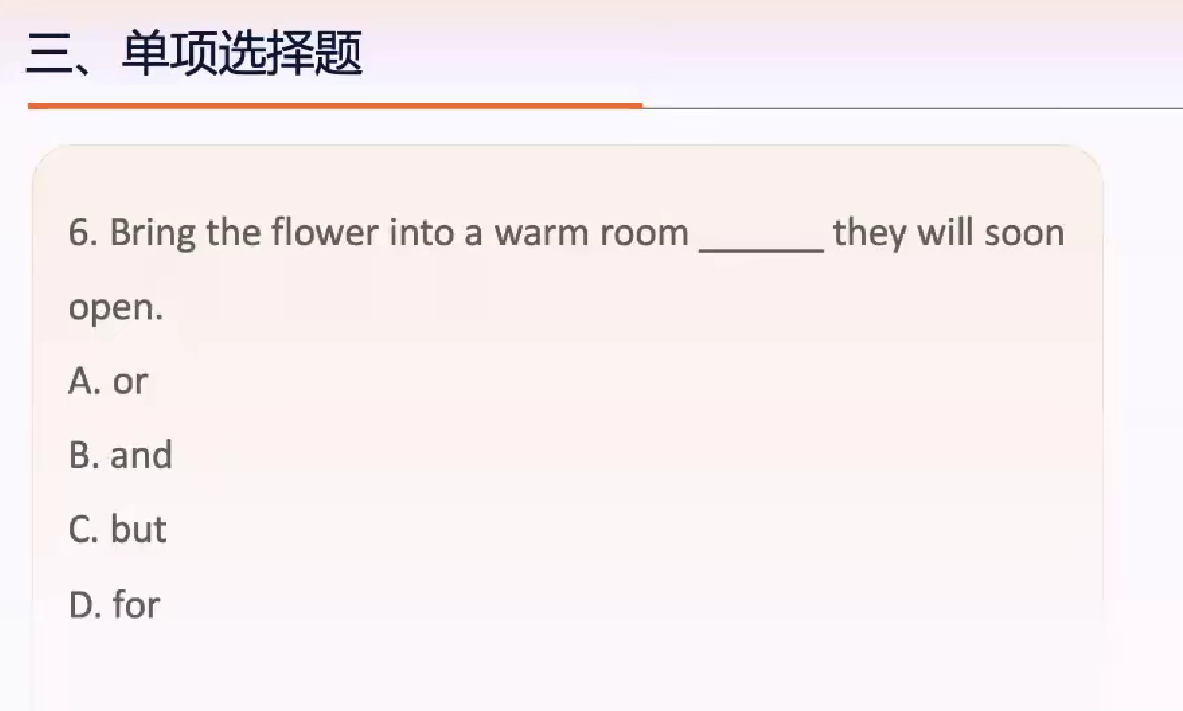 三、单项选择题
6. Bring the flower into a warm room ______ they will soon
open.
A. or
B. and
C. but
D. for